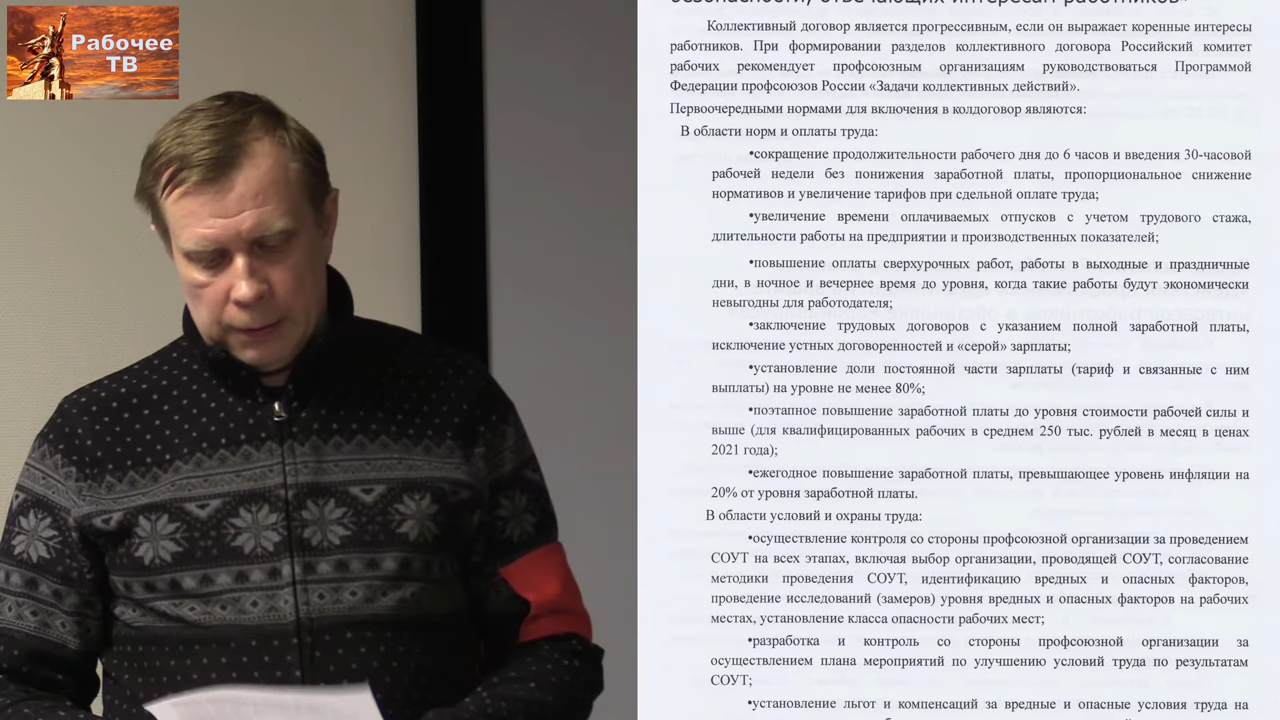 Рабочее
ТВ
безопасности, отвечающих интересам работников»
Коллективный договор является прогрессивным, если он выражает коренные интересы
работников. При формировании разделов коллективного договора Российский комитет
рабочих рекомендует профсоюзным организациям руководствоваться Программой
Федерации профсоюзов России «Задачи коллективных действий».
Первоочередными нормами для включения в колдоговор являются:
В области норм и оплаты труда:
•сокращение продолжительности рабочего дня до 6 часов и введения 30-часовой
рабочей недели без понижения заработной платы, пропорциональное снижение
нормативов и увеличение тарифов при сдельной оплате труда;
•увеличение времени оплачиваемых отпусков с учетом трудового стажа,
длительности работы на предприятии и производственных показателей;
•повышение оплаты сверхурочных работ, работы в выходные и праздничные
дни, в ночное и вечернее время до уровня, когда такие работы будут экономически
невыгодны для работодателя;
•заключение трудовых договоров с указанием полной заработной платы,
исключение устных договоренностей и «серой» зарплаты;
•установление доли постоянной части зарплаты (тариф и связанные с ним
выплаты) на уровне не менее 80%;
•поэтапное повышение заработной платы до уровня стоимости рабочей силы и
выше (для квалифицированных рабочих в среднем 250 тыс. рублей в месяц в ценах
2021 года);
•ежегодное повышение заработной платы, превышающее уровень инфляции на
20% от уровня заработной платы.
В области условий и охраны труда:
•осуществление контроля со стороны профсоюзной организации за проведением
СОУТ на всех этапах, включая выбор организации, проводящей СОУТ, согласование
методики проведения СОУТ, идентификацию вредных и опасных факторов,
проведение исследований (замеров) уровня вредных и опасных факторов на рабочих
местах, установление класса опасности рабочих мест;
•разработка и контроль со стороны профсоюзной организации за
осуществлением плана мероприятий по улучшению условий труда по результатам
СОУТ;
•установление льгот и компенсаций за вредные и опасные условия труда на